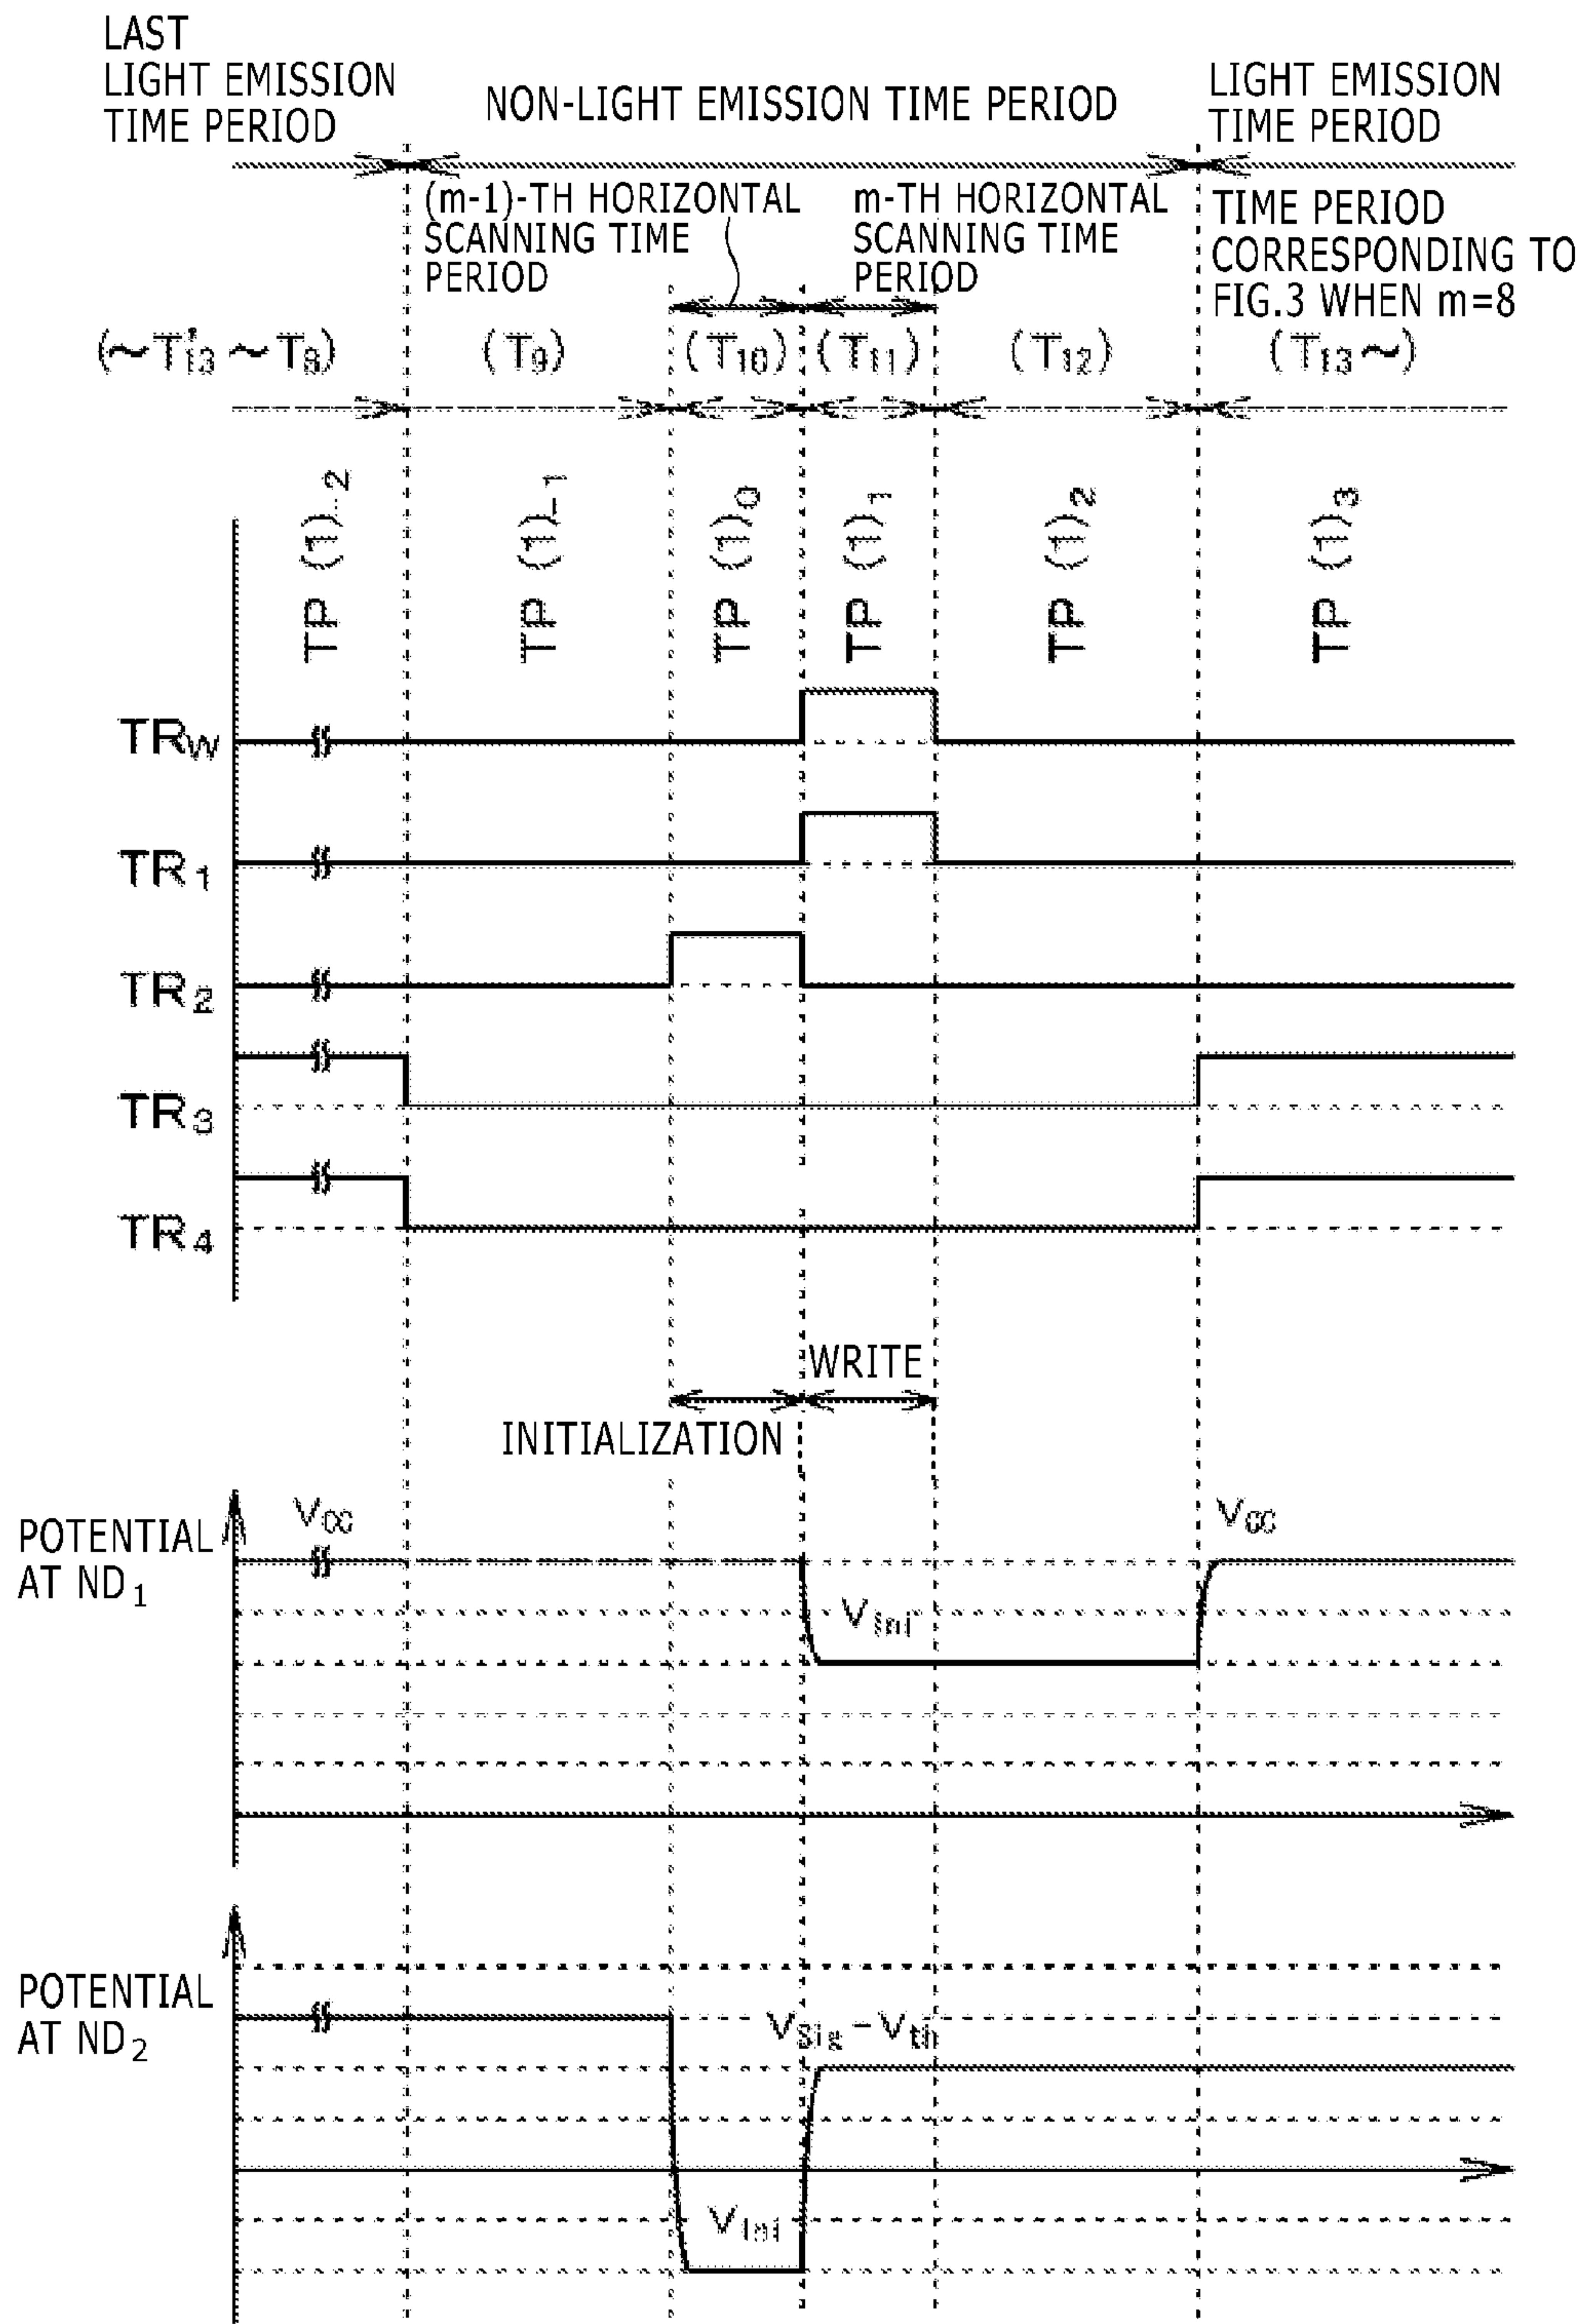 LAST
LIGHT EMISSION
TIME PERIOD
NON-LIGHT EMISSION TIME PERIOD
LIGHT EMISSION
TIME PERIOD
(m-1)-TH HORIZONTAL
SCANNING TIME
PERIOD
m-TH HORIZONTAL
SCANNING TIME
PERIOD
TIME PERIOD
CORRESPONDING TO
FIG.3 WHEN m=8
(~T'13~T8)
(T9)
(T10)
(T11)
(T12)
(T13~)
TP (1)-2
TP (1)-1
TP (1)0
TP (1)1
TP (1)2
TP (1)3
TRW
TR1
TR2
TR3
TR4
WRITE
INITIALIZATION
POTENTIAL
AT ND1
VCC
VIni
VCC
POTENTIAL
AT ND2
VSig-Vth
VIni